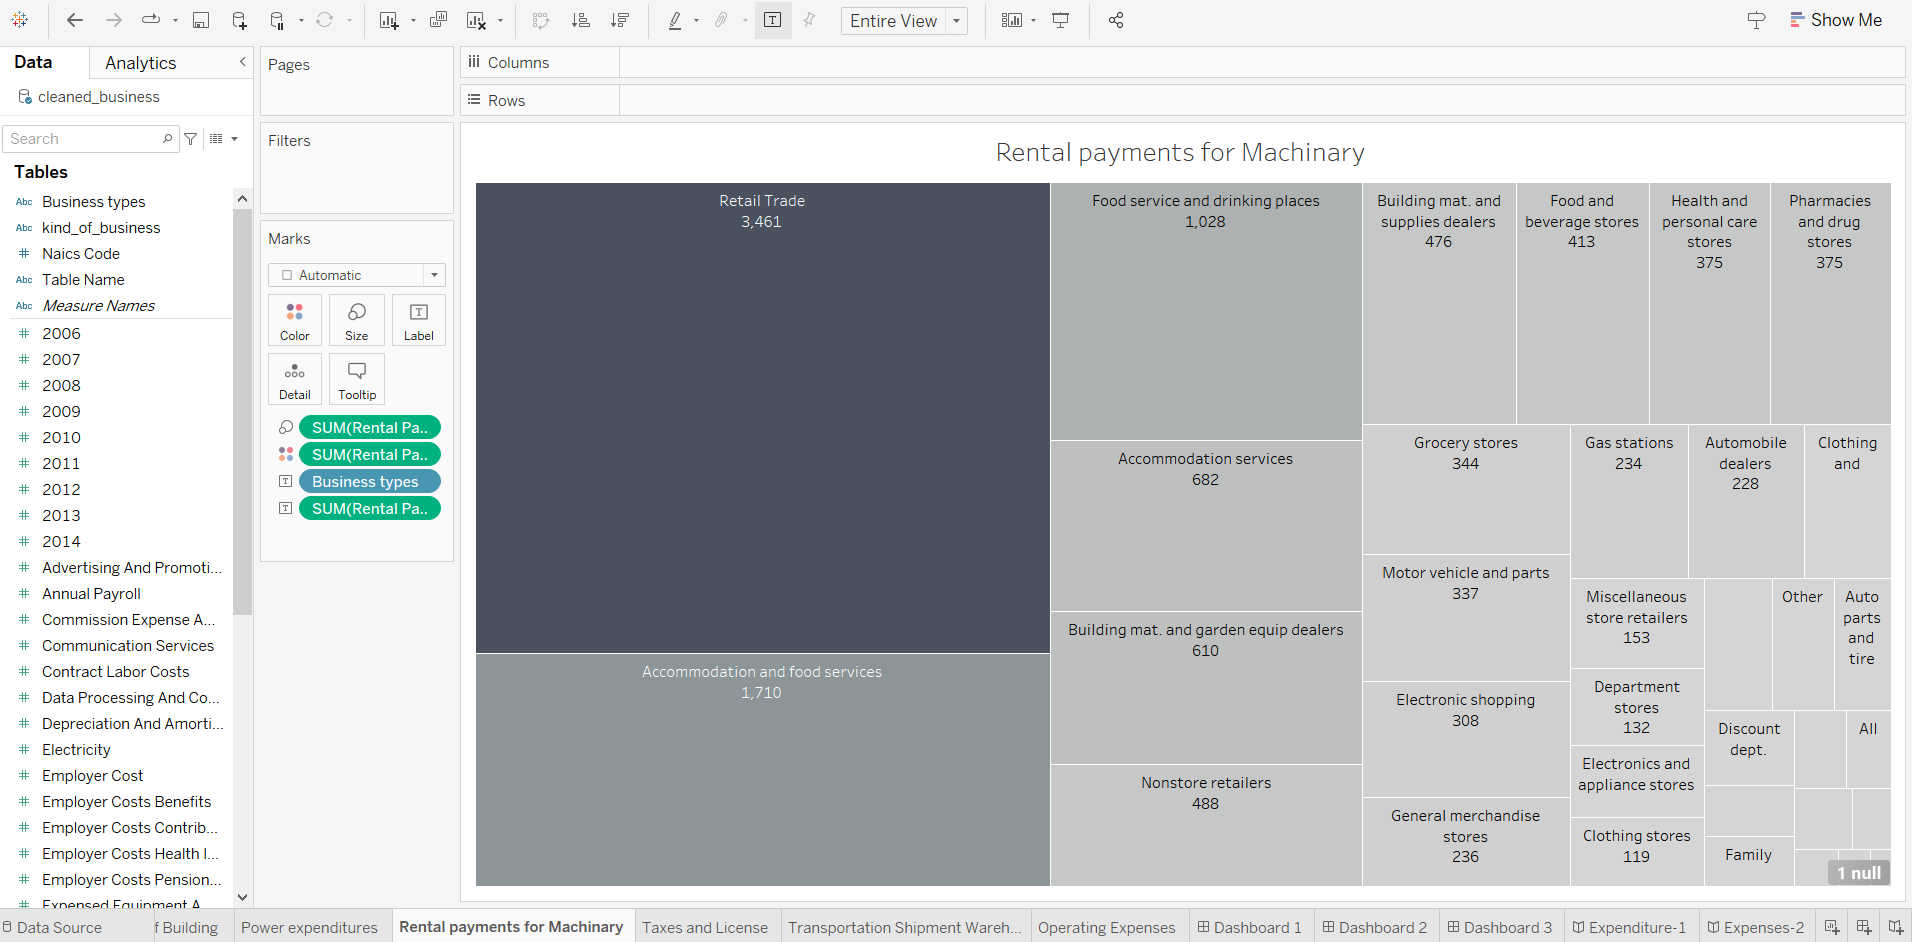 Entire View
Show Me
Data
Analytics
cleaned_business
Search
Tables
Abc Business types
Abc kind_of_business
# Naics Code
Abc Table Name
Abc Measure Names
# 2006
# 2007
# 2008
# 2009
# 2010
# 2011
# 2012
# 2013
# 2014
# Advertising And Promoti...
# Annual Payroll
# Commission Expense A...
# Communication Services
# Contract Labor Costs
# Data Processing And Co...
# Depreciation And Amorti...
# Electricity
# Employer Cost
# Employer Costs Benefits
# Employer Costs Contrib...
# Employer Costs Health I...
# Employer Costs Pension...
# Expensed Equipment A
Pages
Filters
Marks
Automatic
Color
Size
Label
Detail
Tooltip
SUM(Rental Pa..
SUM(Rental Pa..
Business types
SUM(Rental Pa..
Columns
Rows
Rental payments for Machinary
Retail Trade
3,461
Accommodation and food services
1,710
Food service and drinking places
1,028
Accommodation services
682
Building mat. and garden equip dealers
610
Nonstore retailers
488
Building mat. and
supplies dealers
476
Food and
beverage stores
413
Health and
personal care
stores
375
Pharmacies
and drug
stores
375
Grocery stores
344
Motor vehicle and parts
337
Electronic shopping
308
General merchandise
stores
236
Gas stations
234
Automobile
dealers
228
Clothing
and
Miscellaneous
store retailers
153
Department
stores
132
Electronics and
appliance stores
Clothing stores
119
Other
Auto
parts
and
tire
Discount
dept.
All
Family
1 null
Data Source
f Building
Power expenditures
Rental payments for Machinary
Taxes and License
Transportation Shipment Wareh...
Operating Expenses
Dashboard 1
Dashboard 2
Dashboard 3
Expenditure-1
Expenses-2